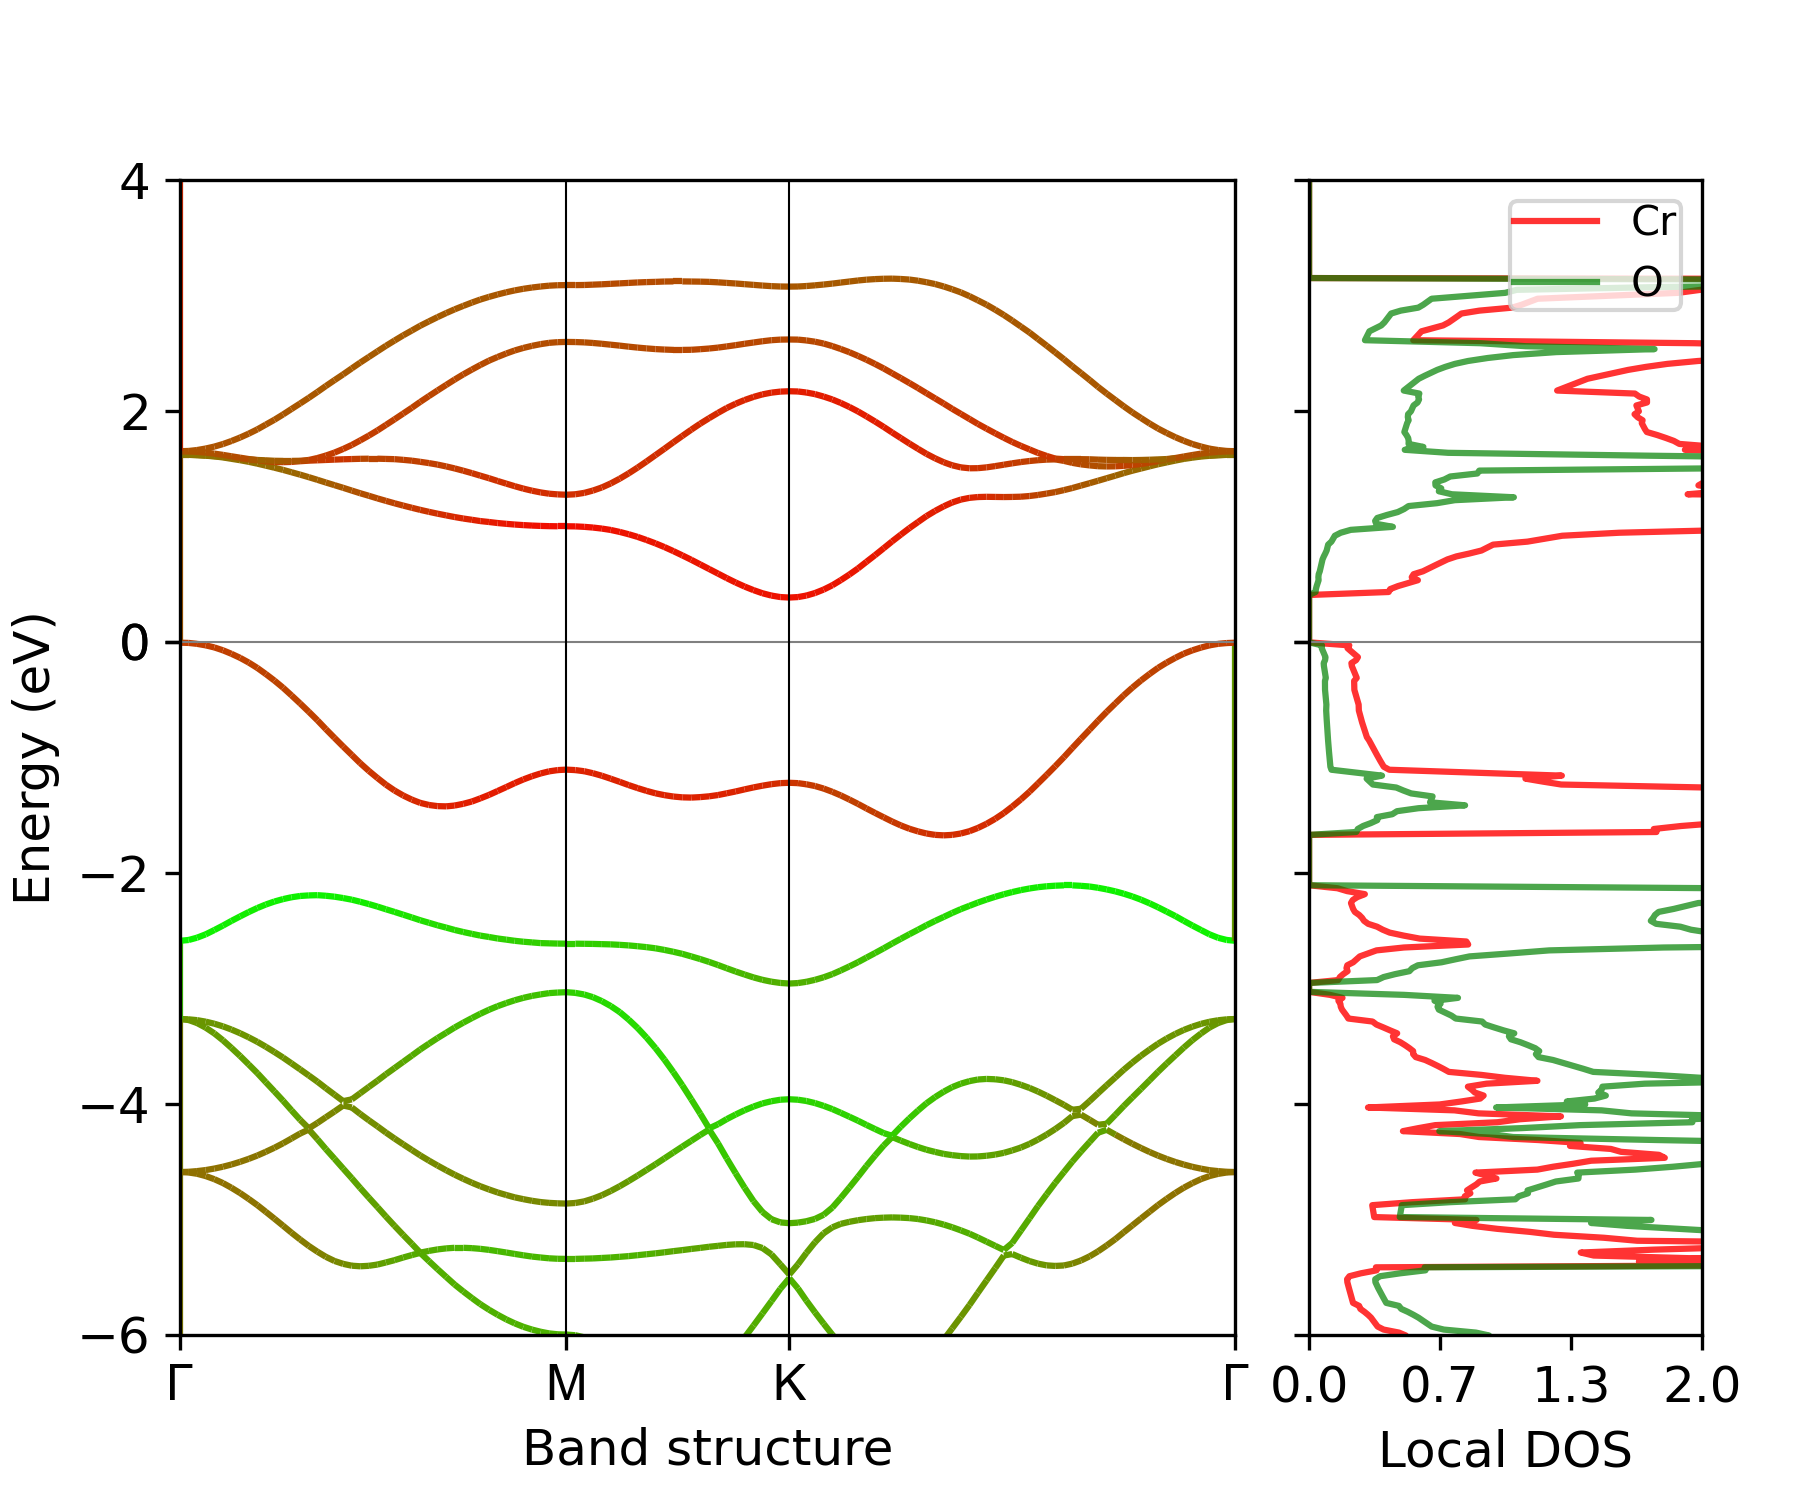 4
2
0
−2
−4
−6
Energy (eV)
Γ M K Γ
Band structure
Cr
O
0.0 0.7 1.3 2.0
Local DOS